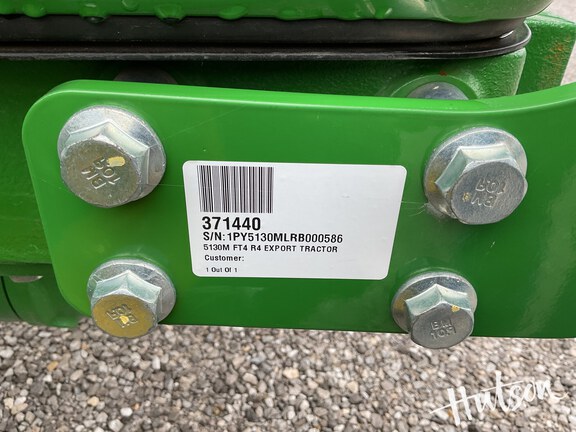 371440
S/N: 1PY5130MLRB000586
5130M FT4 R4 EXPORT TRACTOR
Customer:
1 Out Of 1
Hutson